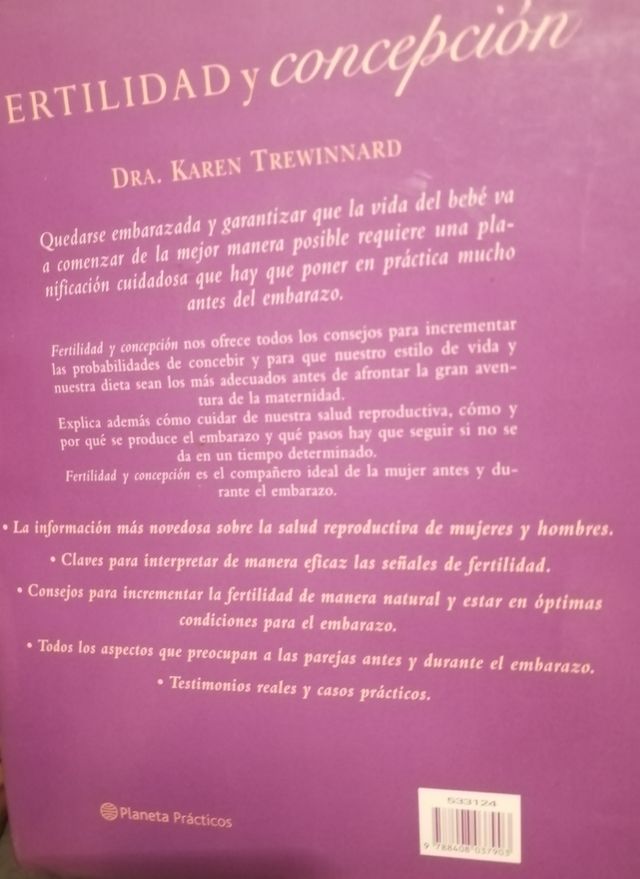 ERTILIDAD y concepción
DRA. KAREN TREWINNARD
Quedarse embarazada y garantizar que la vida del bebé va
a comenzar de la mejor manera posible requiere una pla-
nificación cuidadosa que hay que poner en práctica mucho
antes del embarazo.
Fertilidad y concepción nos ofrece todos los consejos para incrementar
las probabilidades de concebir y para que nuestro estilo de vida y
nuestra dieta sean los más adecuados antes de afrontar la gran aven-
tura de la maternidad.
Explica además cómo cuidar de nuestra salud reproductiva, cómo y
por qué se produce el embarazo y qué pasos hay que seguir si no se
da en un tiempo determinado.
Fertilidad y concepción es el compañero ideal de la mujer antes y du-
rante el embarazo.
• La información más novedosa sobre la salud reproductiva de mujeres y hombres.
• Claves para interpretar de manera eficaz las señales de fertilidad.
• Consejos para incrementar la fertilidad de manera natural y estar en óptimas
condiciones para el embarazo.
• Todos los aspectos que preocupan a las parejas antes y durante el embarazo.
• Testimonios reales y casos prácticos.
Planeta Prácticos
533124
9 788408 037903